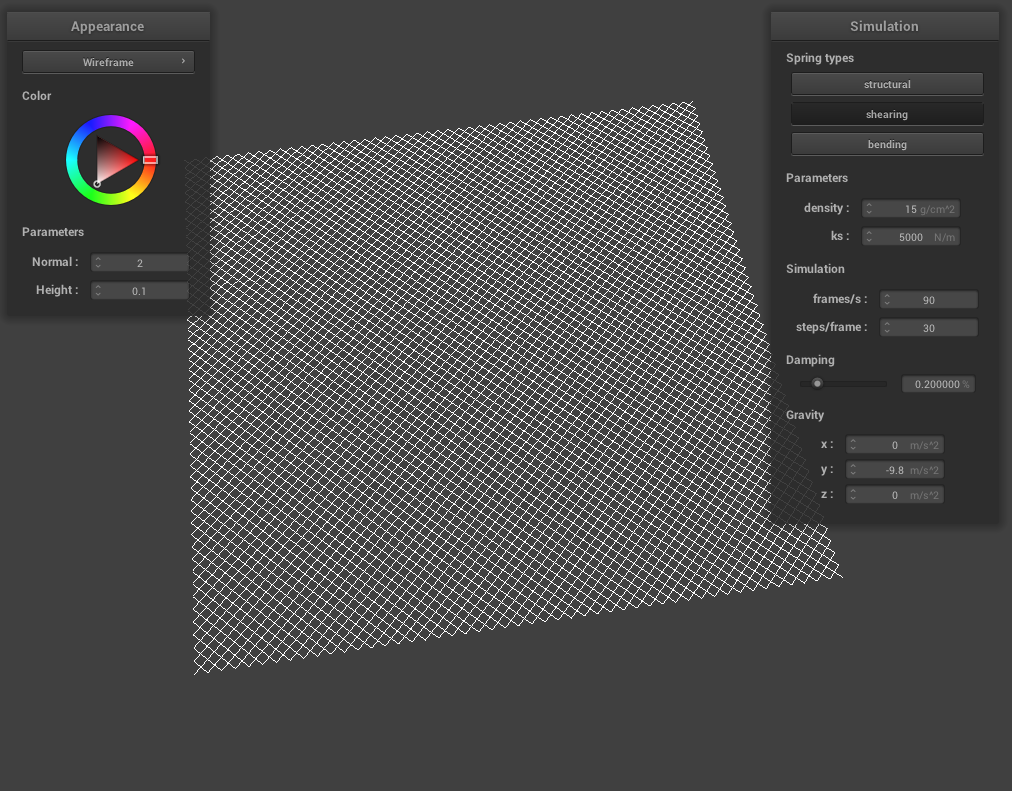 Appearance
Wireframe ›
Color
Parameters
Normal : 2
Height : 0.1
Simulation
Spring types
structural
shearing
bending
Parameters
density : 15 g/cm^2
ks : 5000 N/m
Simulation
frames/s : 90
steps/frame : 30
Damping
0.200000 %
Gravity
x : 0 m/s^2
y : -9.8 m/s^2
z : 0 m/s^2